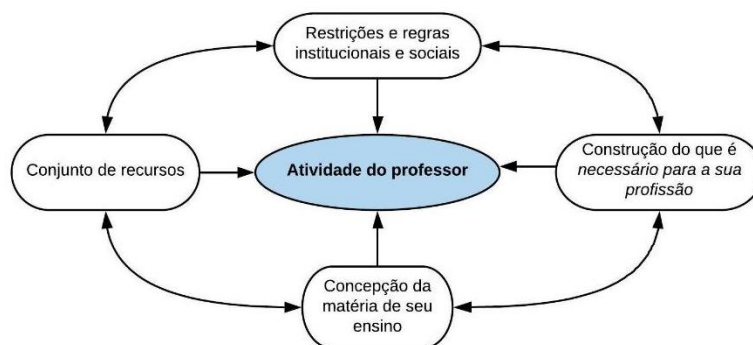 Restrições e regras
institucionais e sociais
Conjunto de recursos
Atividade do professor
Construção do que é
necessário para a sua
profissão
Concepção da
matéria de seu
ensino